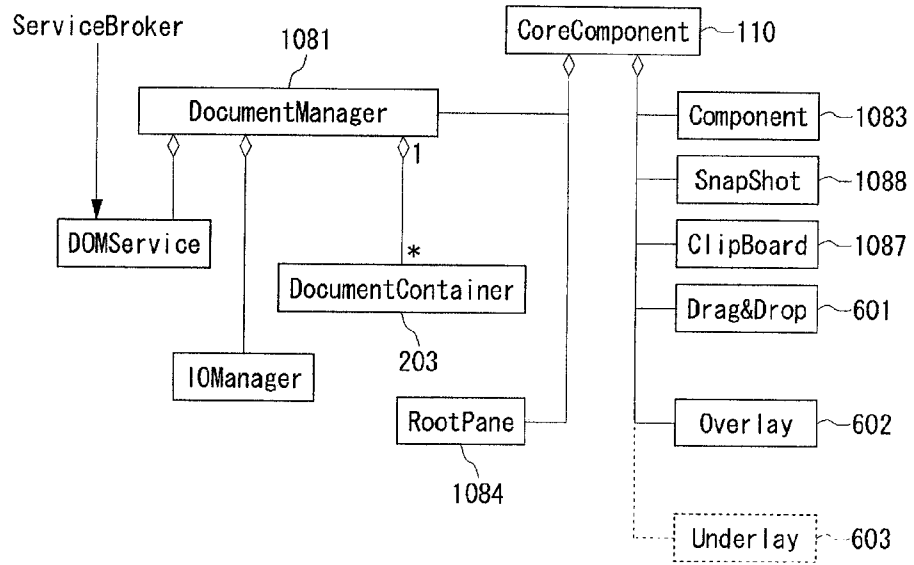 ServiceBroker
CoreComponent
110
1081
DocumentManager
Component
1083
1
SnapShot
1088
DOMService
ClipBoard
1087
*
DocumentContainer
Drag&Drop
601
203
IOManager
RootPane
Overlay
602
1084
Underlay
603